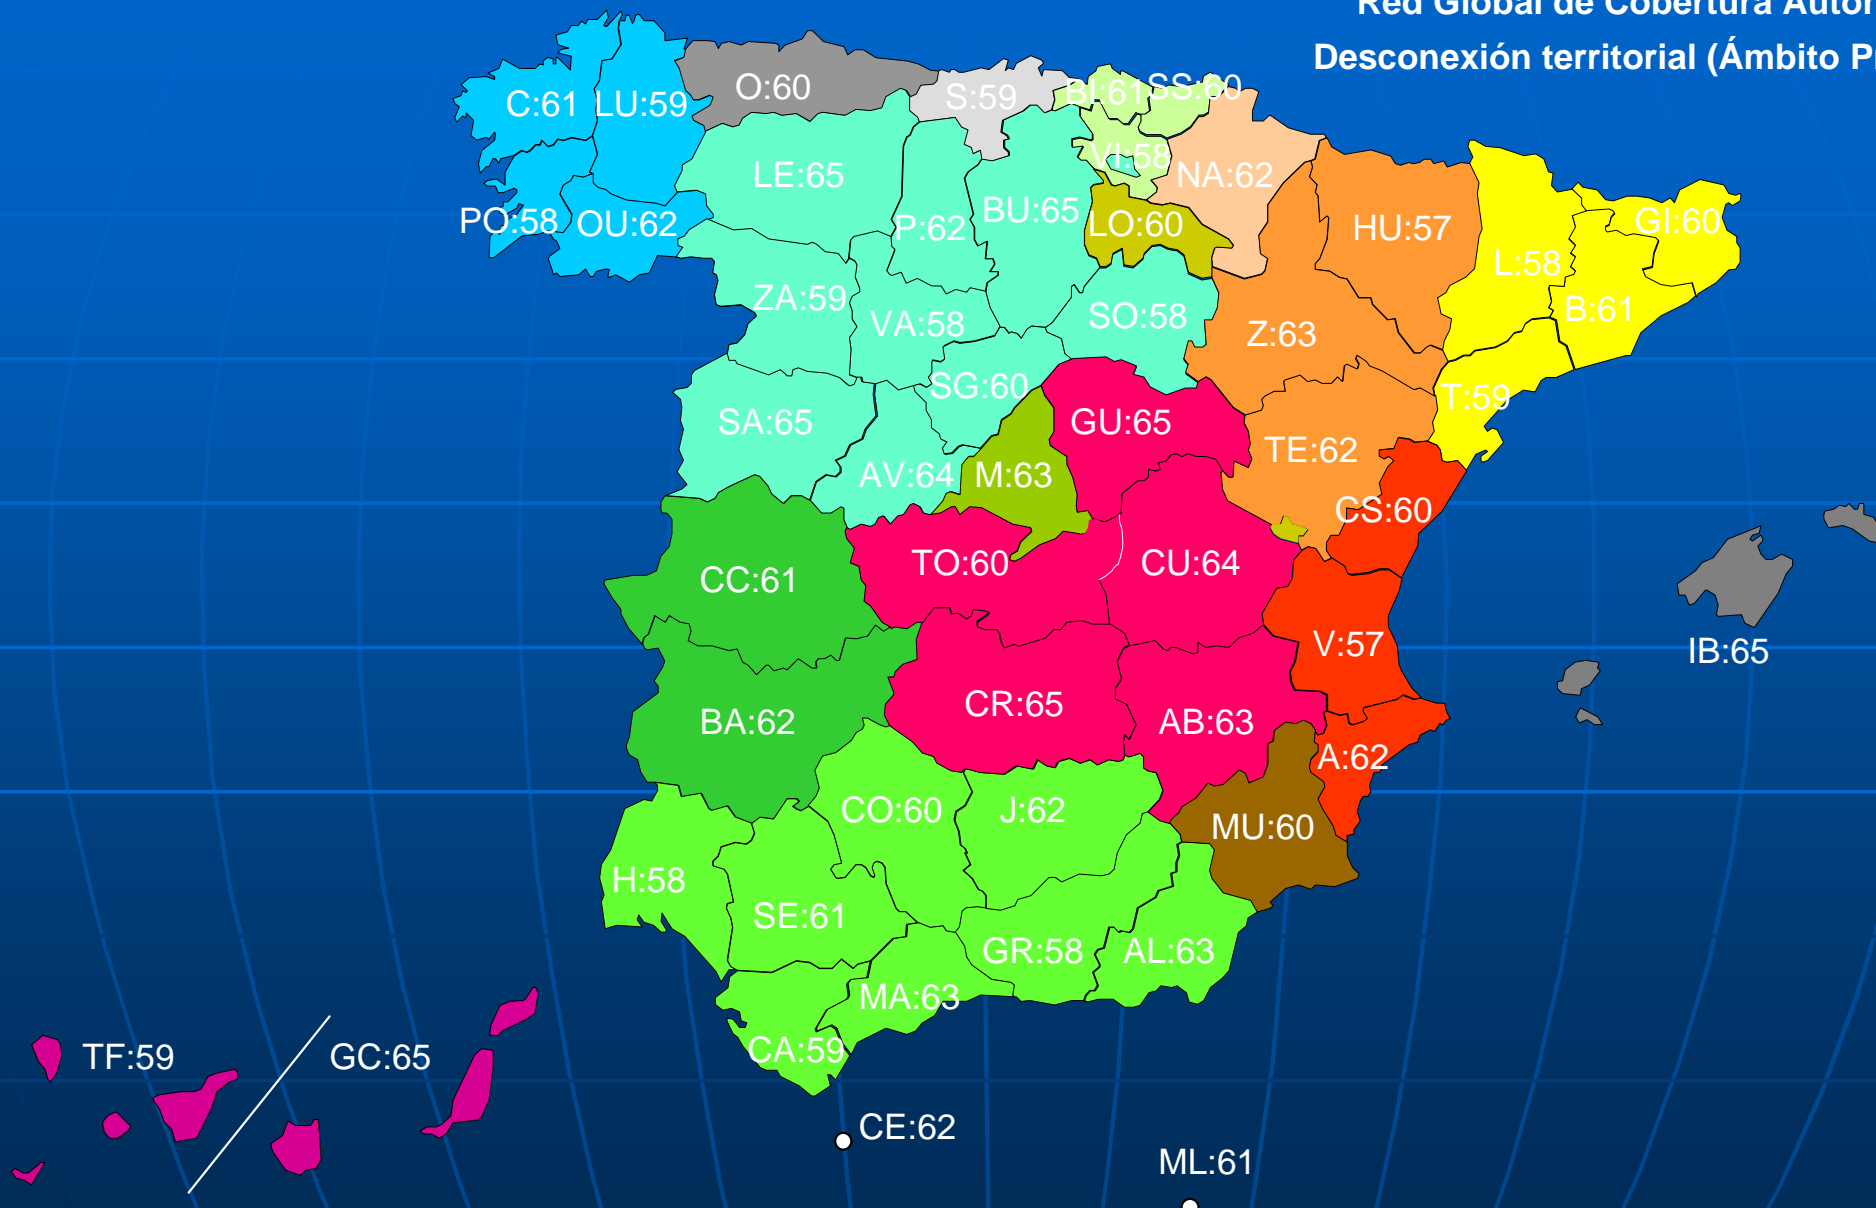 Red Global de Cobertura
Desconexión territorial (Ámbito
C:61 LU:59 O:60 S:59 BI:61 SS:60
LE:65 VI:58 NA:62
PO:58 OU:62 P:62 BU:65 LO:60 HU:57 GI:60
L:58
ZA:59 VA:58 SO:58 Z:63 B:61
SG:60 T:59
SA:65 GU:65
AV:64 M:63 TE:62
CS:60
CC:61 TO:60 CU:64
V:57 IB:65
BA:62 CR:65 AB:63
A:62
CO:60 J:62 MU:60
H:58
SE:61
GR:58 AL:63
MA:63
TF:59 GC:65 CA:59
CE:62
ML:61